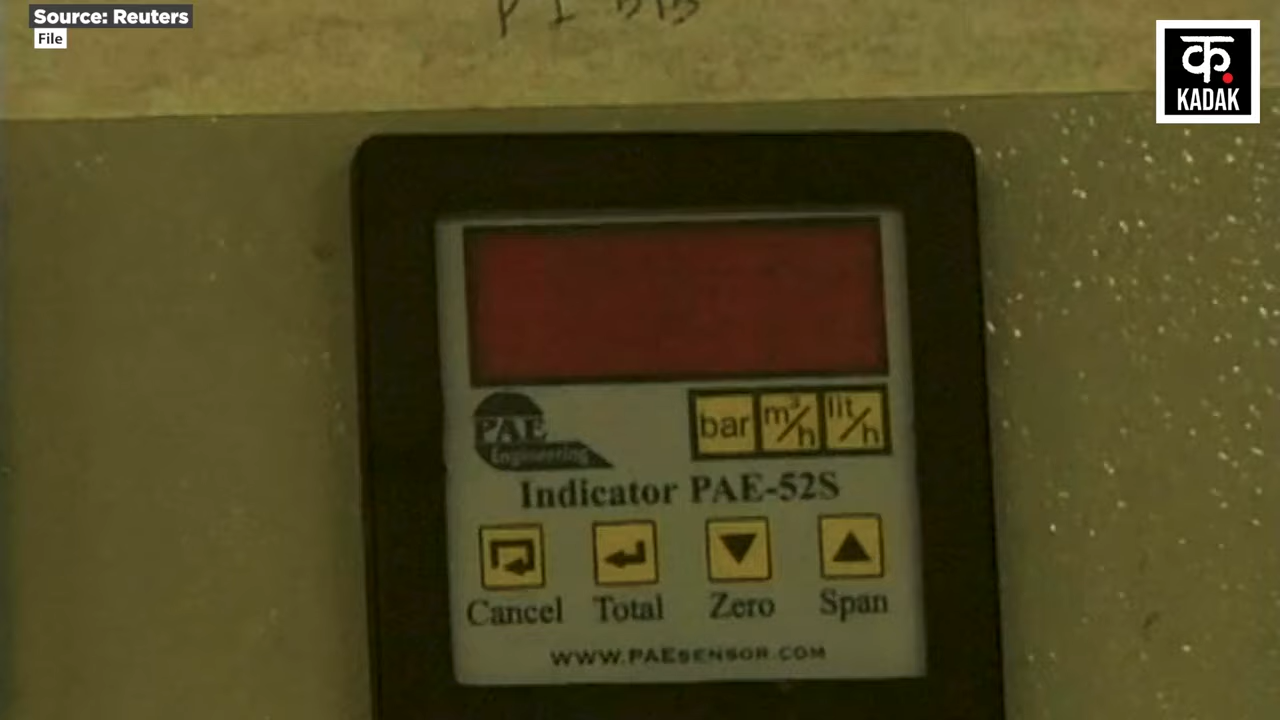 Source: Reuters
File
क.
KADAK
PAE
Engineering
bar m³/h lit/h
Indicator PAE-52S
Cancel Total Zero Span
WWW.PAESENSOR.COM